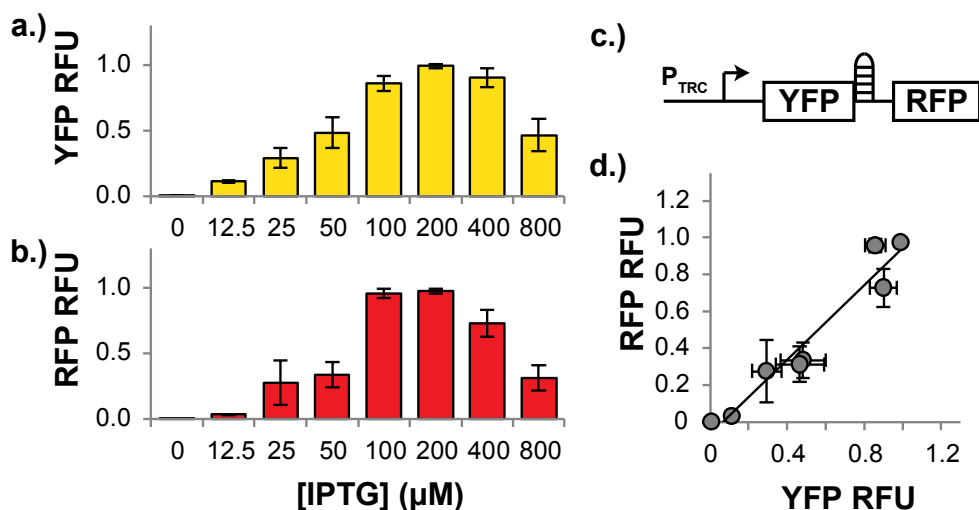 a.)
YFP RFU
1.0
0.5
0.0
0 12.5 25 50 100 200 400 800
b.)
RFP RFU
1.0
0.5
0.0
0 12.5 25 50 100 200 400 800
[IPTG] (µM)
c.)
PTRC
YFP
RFP
d.)
RFP RFU
1.2
1.0
0.8
0.6
0.4
0.2
0
0 0.4 0.8 1.2
YFP RFU